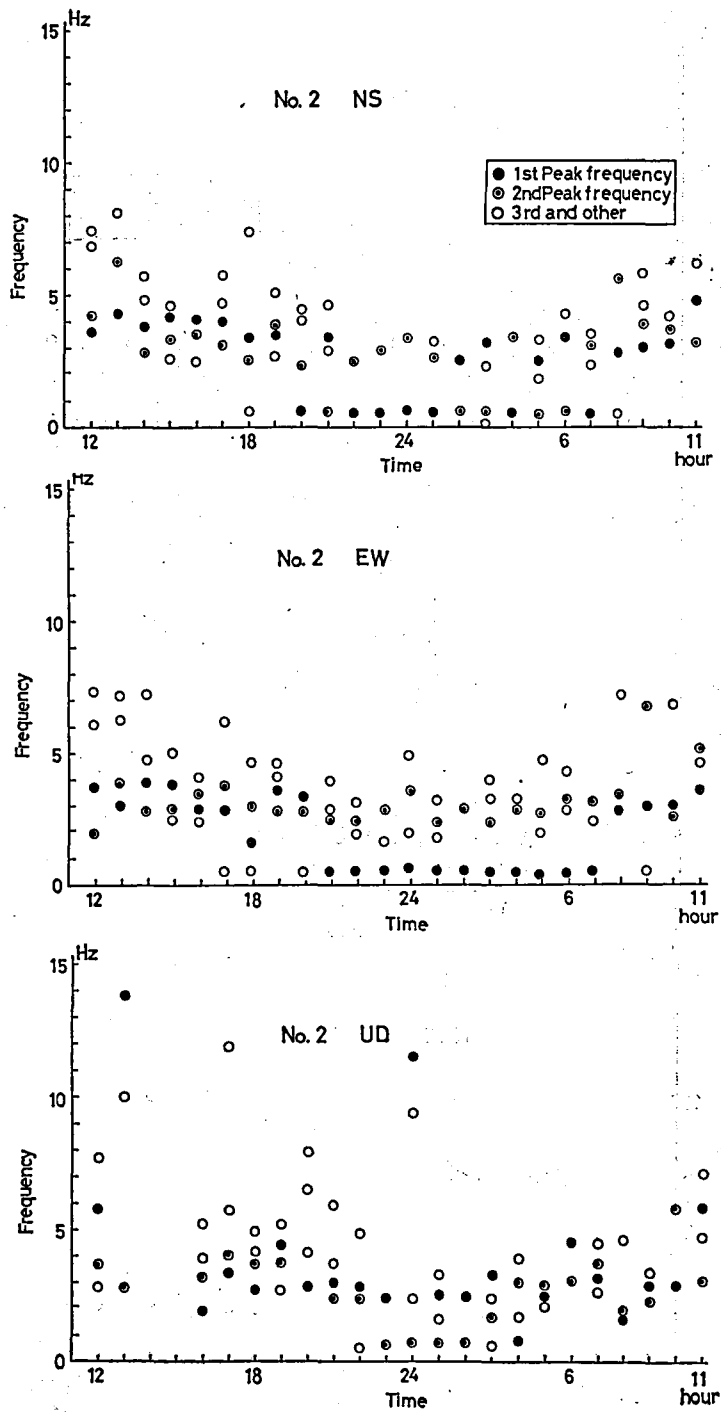 Hz
15
No. 2 NS
10
● 1st Peak frequency
◉ 2nd Peak frequency
○ 3rd and other
Frequency
5
0
12 18 24 6 11
Time hour
Hz
15
No. 2 EW
10
Frequency
5
0
12 18 24 6 11
Time hour
Hz
15
No. 2 UD
10
Frequency
5
0
12 18 24 6 11
Time hour